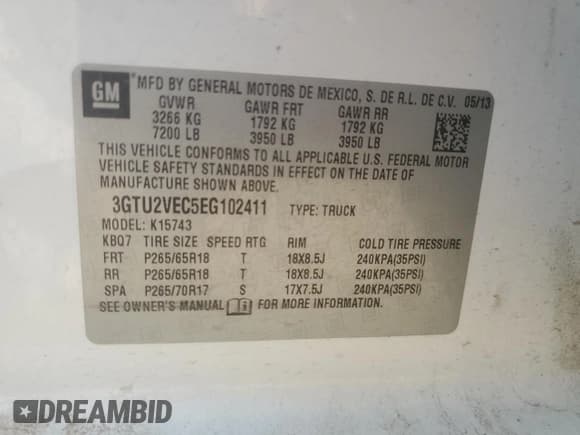 GM
MFD BY GENERAL MOTORS DE MEXICO, S. DE R.L. DE C.V. 05/13
GVWR GAWR FRT GAWR RR
3266 KG 1792 KG 1792 KG
7200 LB 3950 LB 3950 LB
THIS VEHICLE CONFORMS TO ALL APPLICABLE U.S. FEDERAL MOTOR
VEHICLE SAFETY STANDARDS IN EFFECT ON THE DATE OF
MANUFACTURE SHOWN ABOVE.
3GTU2VEC5EG102411 TYPE: TRUCK
MODEL: K15743
KBQ7 TIRE SIZE SPEED RTG RIM COLD TIRE PRESSURE
FRT P265/65R18 T 18X8.5J 240KPA(35PSI)
RR P265/65R18 T 18X8.5J 240KPA(35PSI)
SPA P265/70R17 S 17X7.5J 240KPA(35PSI)
SEE OWNER'S MANUAL FOR MORE INFORMATION.
DREAMBID